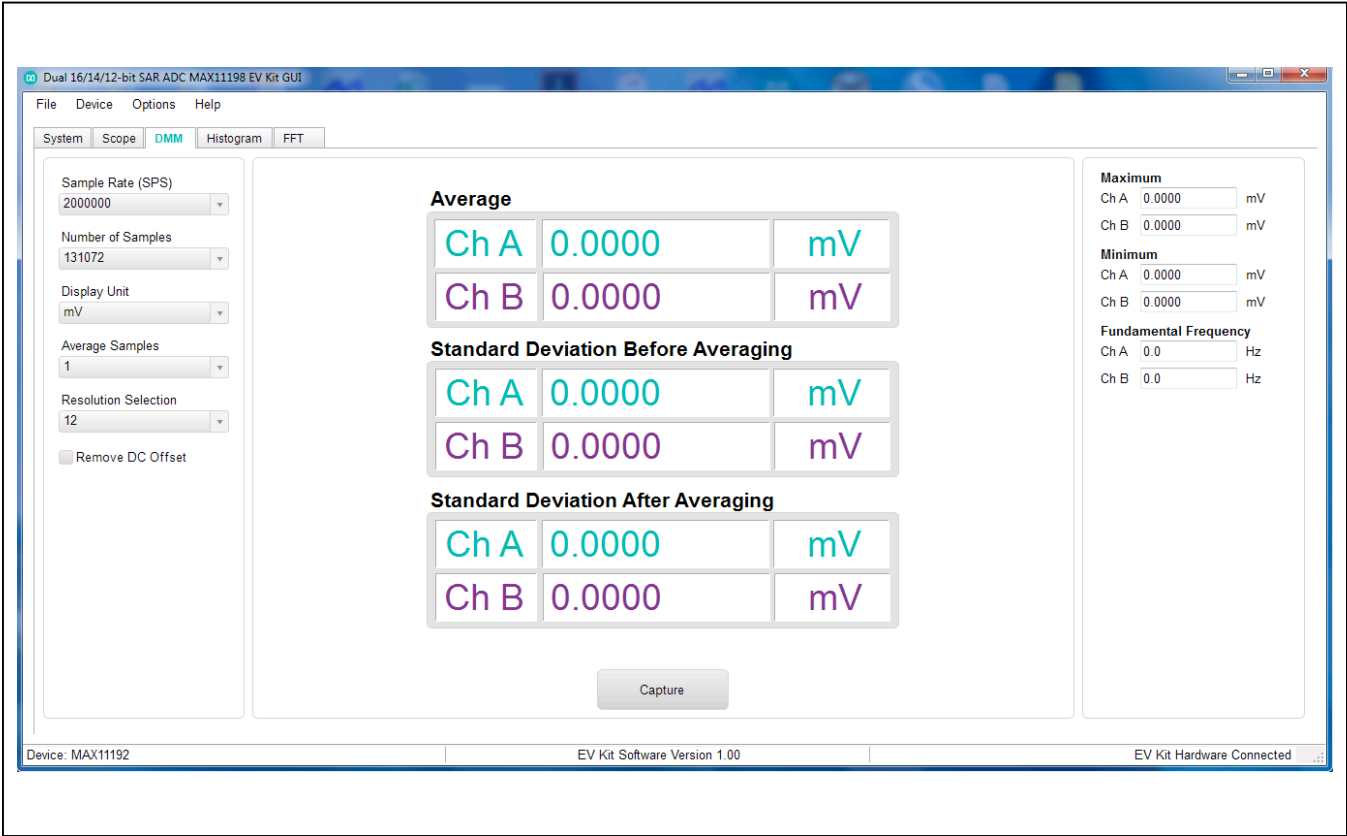 Dual 16/14/12-bit SAR ADC MAX11198 EV Kit GUI
File Device Options Help
System Scope DMM Histogram FFT
Sample Rate (SPS)
2000000
Number of Samples
131072
Display Unit
mV
Average Samples
1
Resolution Selection
12
Remove DC Offset
Average
Ch A 0.0000 mV
Ch B 0.0000 mV
Standard Deviation Before Averaging
Ch A 0.0000 mV
Ch B 0.0000 mV
Standard Deviation After Averaging
Ch A 0.0000 mV
Ch B 0.0000 mV
Capture
Maximum
Ch A 0.0000 mV
Ch B 0.0000 mV
Minimum
Ch A 0.0000 mV
Ch B 0.0000 mV
Fundamental Frequency
Ch A 0.0 Hz
Ch B 0.0 Hz
Device: MAX11192 EV Kit Software Version 1.00 EV Kit Hardware Connected